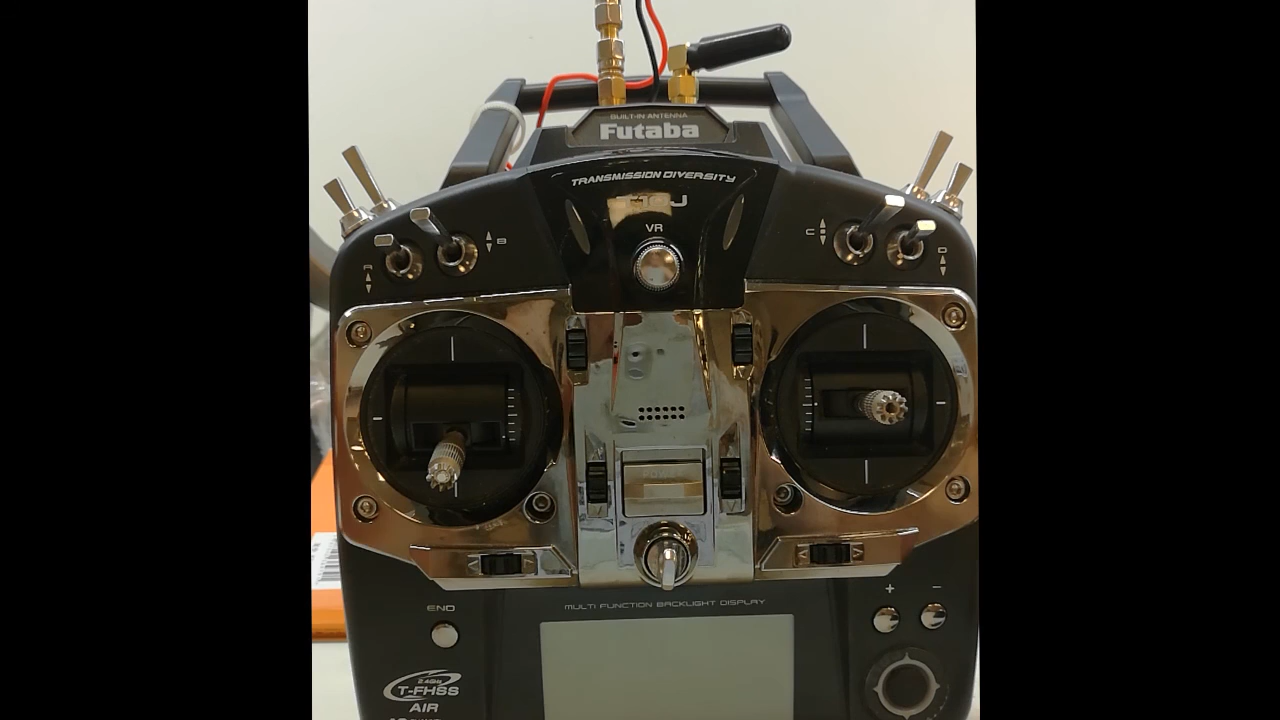 BUILT-IN ANTENNA
Futaba
TRANSMISSION DIVERSITY
VR
B
C
A
D
END
MULTI FUNCTION BACKLIGHT DISPLAY
+ −
2.4GHz
T-FHSS
AIR